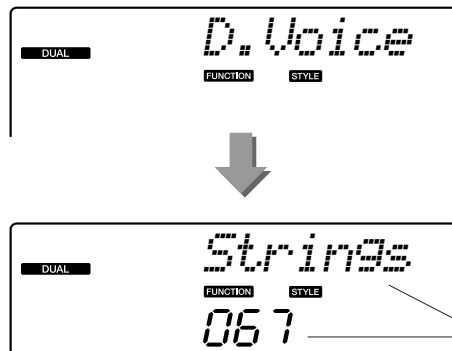 D.Voice
DUAL
FUNCTION STYLE
Strings
DUAL
FUNCTION STYLE
067